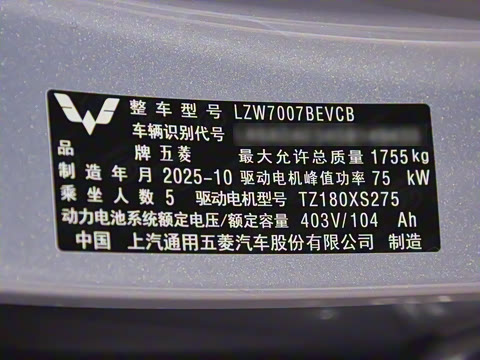 整车型号 LZW7007BEVCB
车辆识别代号
品牌 五菱 最大允许总质量 1755kg
制造年月 2025-10 驱动电机峰值功率 75 kW
乘坐人数 5 驱动电机型号 TZ180XS275
动力电池系统额定电压/额定容量 403V/104 Ah
中国 上汽通用五菱汽车股份有限公司 制造